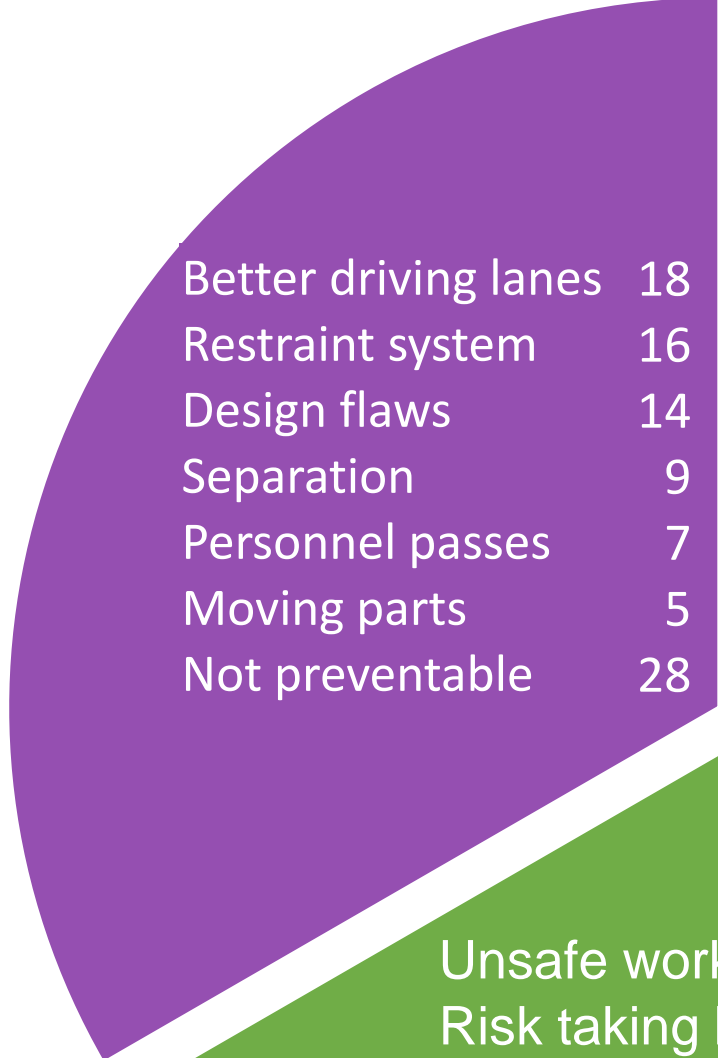 Better driving lanes 18
Restraint system 16
Design flaws 14
Separation 9
Personnel passes 7
Moving parts 5
Not preventable 28
Unsafe work
Risk taking